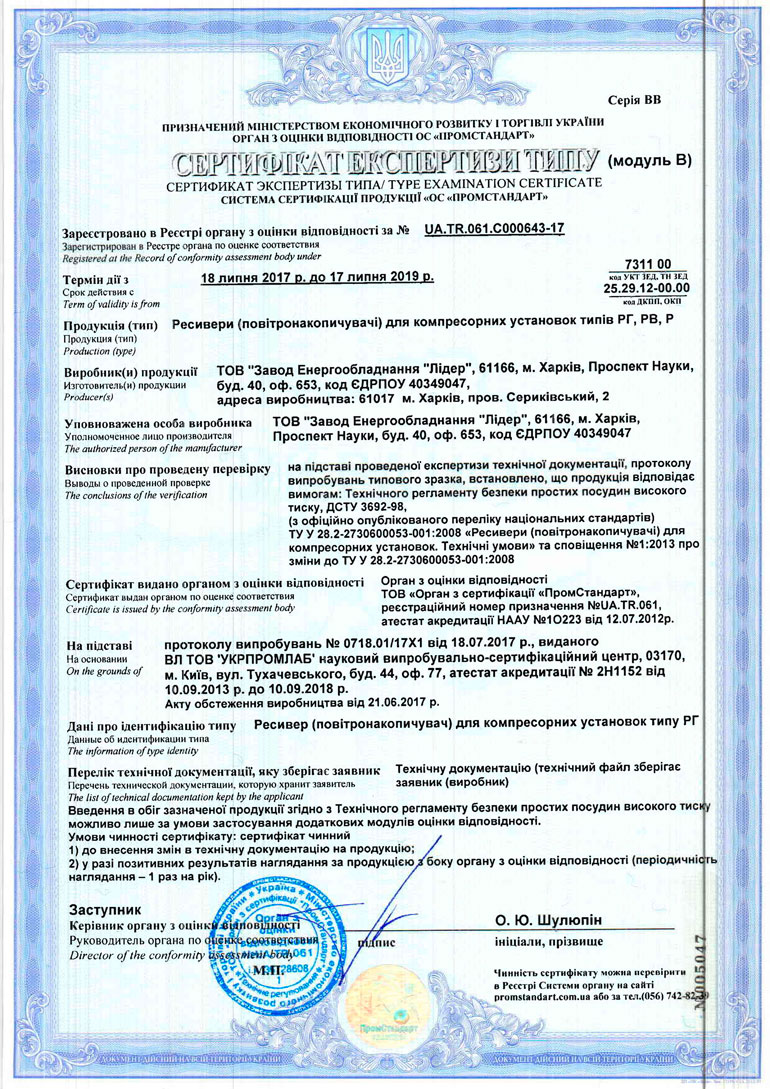 Серія ВВ
ПРИЗНАЧЕНИЙ МІНІСТЕРСТВОМ ЕКОНОМІЧНОГО РОЗВИТКУ І ТОРГІВЛІ УКРАЇНИ
ОРГАН З ОЦІНКИ ВІДПОВІДНОСТІ ОС «ПРОМСТАНДАРТ»
СЕРТИФІКАТ ЕКСПЕРТИЗИ ТИПУ (модуль В)
СЕРТИФИКАТ ЭКСПЕРТИЗЫ ТИПА/ TYPE EXAMINATION CERTIFICATE
СИСТЕМА СЕРТИФІКАЦІЇ ПРОДУКЦІЇ «ОС «ПРОМСТАНДАРТ»
Зареєстровано в Реєстрі органу з оцінки відповідності за № UA.TR.061.C000643-17
Зарегистрирован в Реестре органа по оценке соответствия
Registered at the Record of conformity assessment body under
7311 00
код УКТ ЗЕД, ТН ЗЕД
25.29.12-00.00
код ДКПП, ОКП
Термін дії з 18 липня 2017 р. до 17 липня 2019 р.
Срок действия с
Term of validity is from
Продукція (тип) Ресивери (повітронакопичувачі) для компресорних установок типів РГ, РВ, Р
Продукция (тип)
Production (type)
Виробник(и) продукції ТОВ "Завод Енергообладнання "Лідер", 61166, м. Харків, Проспект Науки,
Изготовитель(и) продукции буд. 40, оф. 653, код ЄДРПОУ 40349047,
Producer(s) адреса виробництва: 61017 м. Харків, пров. Сериківський, 2
Уповноважена особа виробника ТОВ "Завод Енергообладнання "Лідер", 61166, м. Харків,
Уполномоченное лицо производителя Проспект Науки, буд. 40, оф. 653, код ЄДРПОУ 40349047
The authorized person of the manufacturer
Висновки про проведену перевірку на підставі проведеної експертизи технічної документації, протоколу
Выводы о проведенной проверке випробувань типового зразка, встановлено, що продукція відповідає
The conclusions of the verification вимогам: Технічного регламенту безпеки простих посудин високого
тиску, ДСТУ 3692-98,
(з офіційно опублікованого переліку національних стандартів)
ТУ У 28.2-2730600053-001:2008 «Ресивери (повітронакопичувачі) для
компресорних установок. Технічні умови» та сповіщення №1:2013 про
зміни до ТУ У 28.2-2730600053-001:2008
Сертифікат видано органом з оцінки відповідності Орган з оцінки відповідності
Сертификат выдан органом по оценке соответствия ТОВ «Орган з сертифікації «ПромСтандарт»,
Certificate is issued by the conformity assessment body реєстраційний номер призначення №UA.TR.061,
атестат акредитації НААУ №1О223 від 12.07.2012р.
На підставі протоколу випробувань № 0718.01/17Х1 від 18.07.2017 р., виданого
На основании ВЛ ТОВ 'УКРПРОМЛАБ' науковий випробувально-сертифікаційний центр, 03170,
On the grounds of м. Київ, вул. Тухачевського, буд. 44, оф. 77, атестат акредитації № 2Н1152 від
10.09.2013 р. до 10.09.2018 р.
Акту обстеження виробництва від 21.06.2017 р.
Дані про ідентифікацію типу Ресивер (повітронакопичувач) для компресорних установок типу РГ
Данные об идентификации типа
The information of type identity
Перелік технічної документації, яку зберігає заявник Технічну документацію (технічний файл зберігає
Перечень технической документации, которую хранит заявитель заявник (виробник)
The list of technical documentation kept by the applicant
Введення в обіг зазначеної продукції згідно з Технічного регламенту безпеки простих посудин високого тиску
можливо лише за умови застосування додаткових модулів оцінки відповідності.
Умови чинності сертифікату: сертифікат чинний
1) до внесення змін в технічну документацію на продукцію;
2) у разі позитивних результатів наглядання за продукцією з боку органу з оцінки відповідності (періодичність
наглядання – 1 раз на рік).
Заступник
Керівник органу з оцінки відповідності О. Ю. Шулюпін
Руководитель органа по оценке соответствия підпис ініціали, прізвище
Director of the conformity assessment body
М.П.
Орган з
оцінки
відповідності
ПромСтандарт
Чинність сертифікату можна перевірити
в Реєстрі Системи органу на сайті
promstandart.com.ua або за тел.(056) 742-82-39
№005047
ДОКУМЕНТ ДІЙСНИЙ НА ВСІЙ ТЕРИТОРІЇ УКРАЇНИ
ДОКУМЕНТ ДІЙСНИЙ НА ВСІЙ ТЕРИТОРІЇ УКРАЇНИ